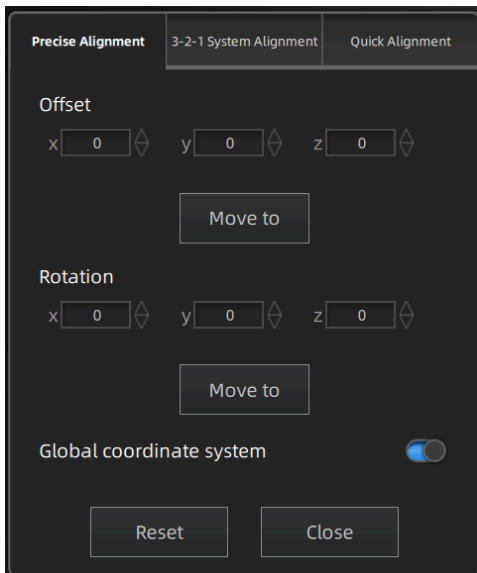 Precise Alignment 3-2-1 System Alignment Quick Alignment
Offset
x 0 y 0 z 0
Move to
Rotation
x 0 y 0 z 0
Move to
Global coordinate system
Reset Close